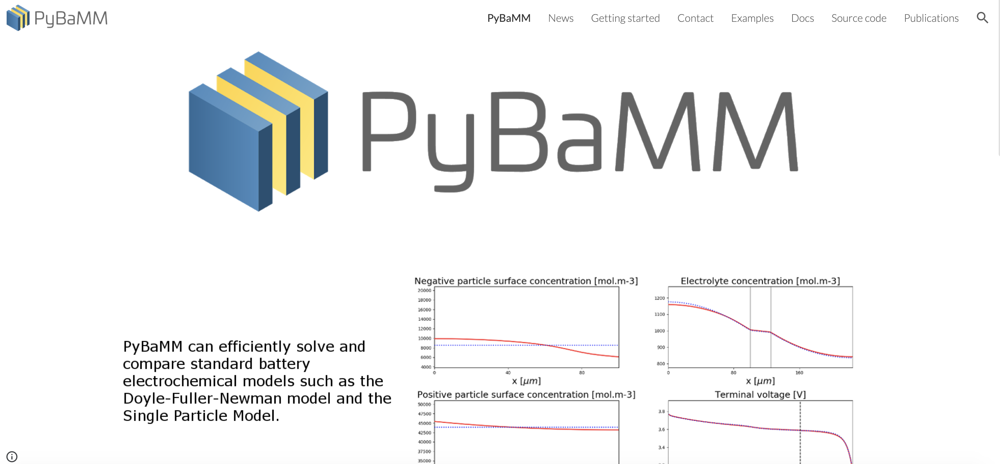 PyBaMM
PyBaMM News Getting started Contact Examples Docs Source code Publications
PyBaMM
PyBaMM can efficiently solve and
compare standard battery
electrochemical models such as the
Doyle-Fuller-Newman model and the
Single Particle Model.
Negative particle surface concentration [mol.m-3]
20000
18000
16000
14000
12000
10000
8000
6000
4000
0 40 80
x [μm]
Electrolyte concentration [mol.m-3]
1200
1100
1000
900
800
0 80 160
x [μm]
Positive particle surface concentration [mol.m-3]
50000
47500
45000
42500
40000
37500
35000
Terminal voltage [V]
3.8
3.6
3.4